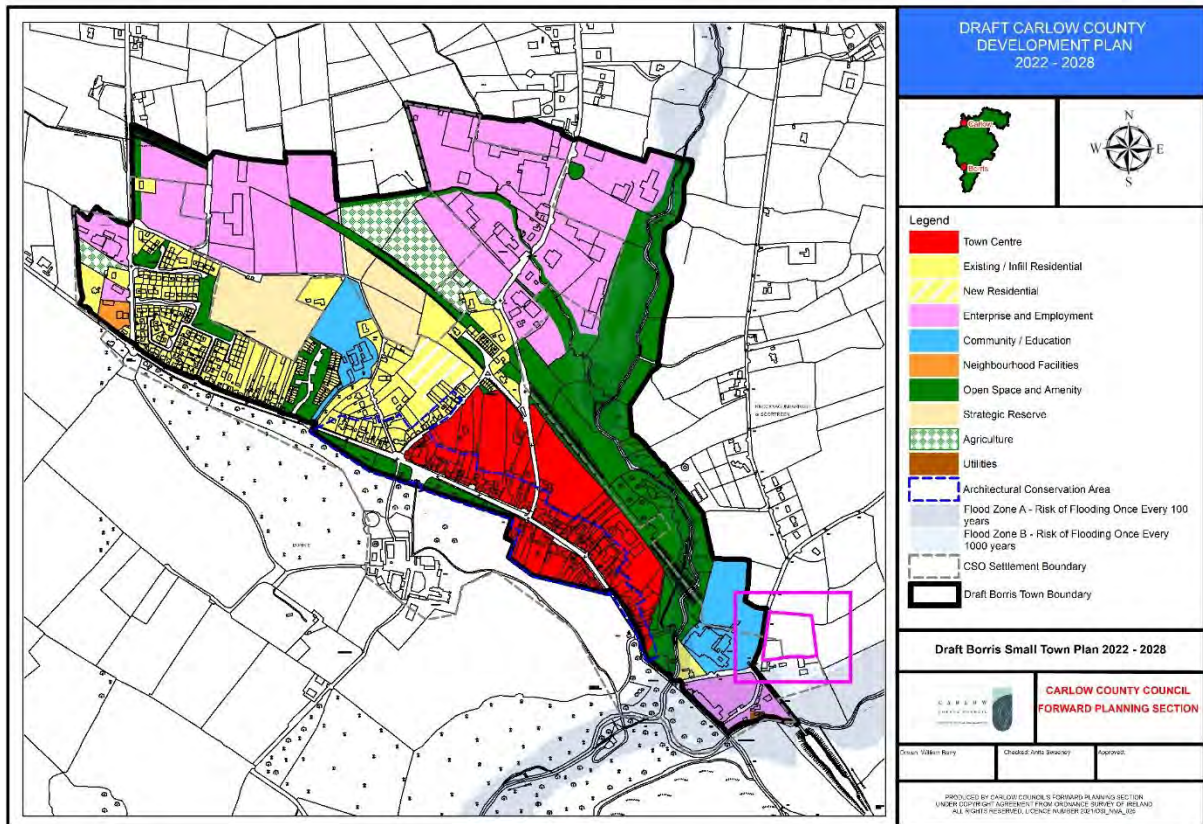 DRAFT CARLOW COUNTY
DEVELOPMENT PLAN
2022 - 2028
Carlow
Borris
N
W
E
S
Legend
Town Centre
Existing / Infill Residential
New Residential
Enterprise and Employment
Community / Education
Neighbourhood Facilities
Open Space and Amenity
Strategic Reserve
Agriculture
Utilities
Architectural Conservation Area
Flood Zone A - Risk of Flooding Once Every 100
years
Flood Zone B - Risk of Flooding Once Every
1000 years
CSO Settlement Boundary
Draft Borris Town Boundary
Draft Borris Small Town Plan 2022 - 2028
CARLOW
CARLOW COUNTY COUNCIL
FORWARD PLANNING SECTION
Drawn: William Barry
Checked: Anita Sweeney
Approved:
PRODUCED BY CARLOW COUNCIL'S FORWARD PLANNING SECTION
UNDER COPYRIGHT AGREEMENT FROM ORDNANCE SURVEY OF IRELAND
ALL RIGHTS RESERVED, LICENCE NUMBER